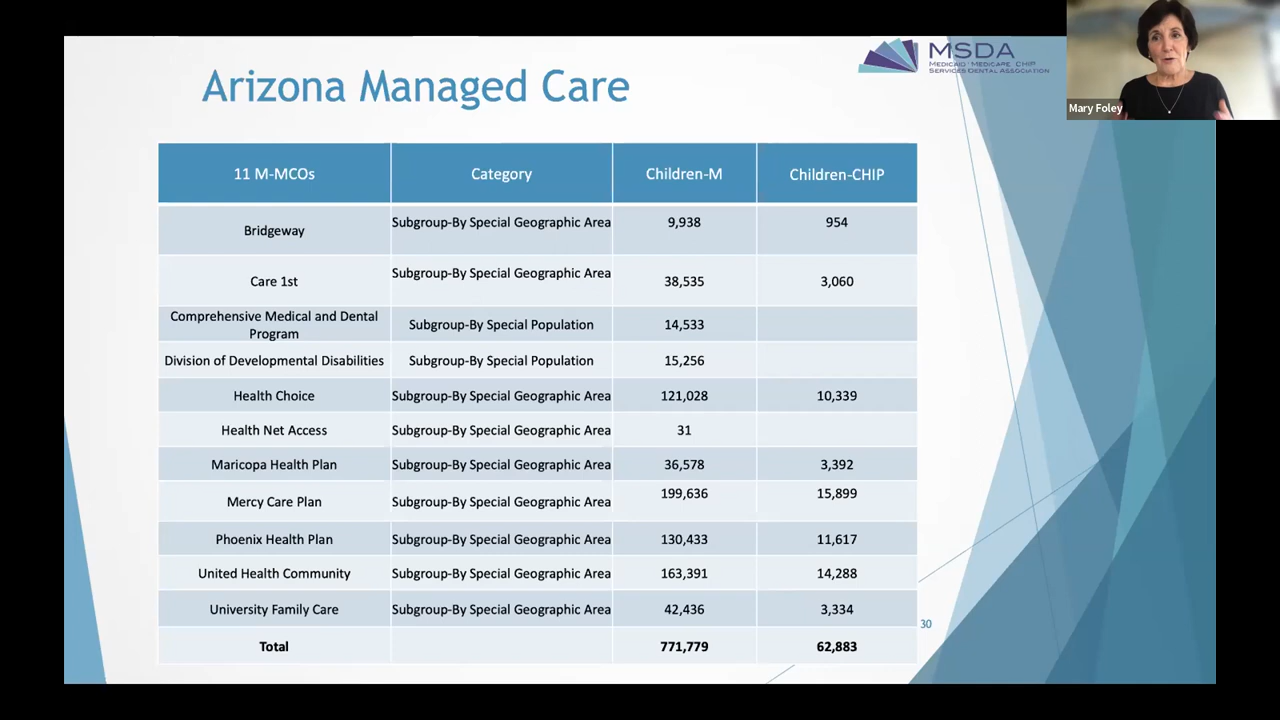 MSDA
MEDICAID | MEDICARE | CHIP
SERVICES DENTAL ASSOCIATION
Mary Foley
Arizona Managed Care
11 M-MCOs Category Children-M Children-CHIP
Bridgeway Subgroup-By Special Geographic Area 9,938 954
Care 1st Subgroup-By Special Geographic Area 38,535 3,060
Comprehensive Medical and Dental
Program Subgroup-By Special Population 14,533
Division of Developmental Disabilities Subgroup-By Special Population 15,256
Health Choice Subgroup-By Special Geographic Area 121,028 10,339
Health Net Access Subgroup-By Special Geographic Area 31
Maricopa Health Plan Subgroup-By Special Geographic Area 36,578 3,392
Mercy Care Plan Subgroup-By Special Geographic Area 199,636 15,899
Phoenix Health Plan Subgroup-By Special Geographic Area 130,433 11,617
United Health Community Subgroup-By Special Geographic Area 163,391 14,288
University Family Care Subgroup-By Special Geographic Area 42,436 3,334
Total 771,779 62,883
30